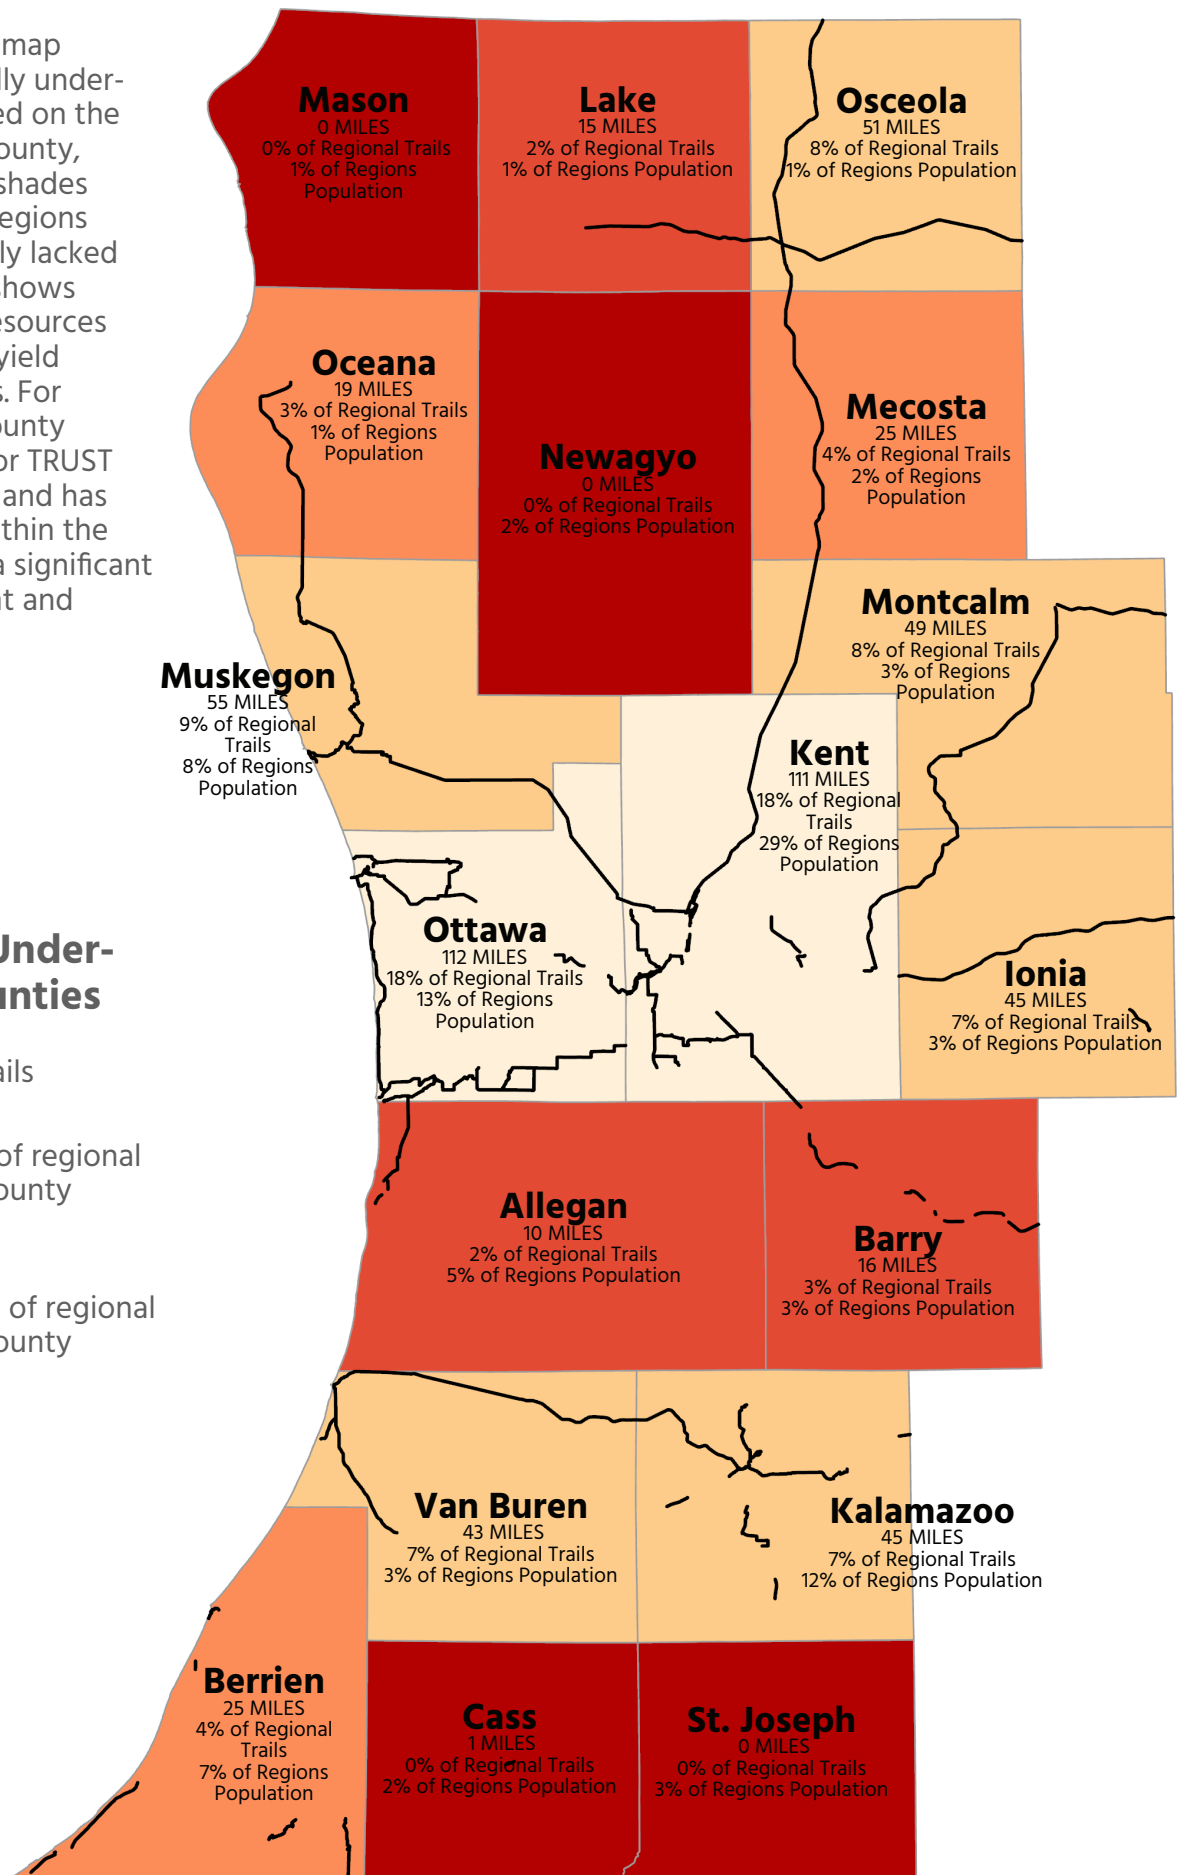 map
lly under-
ed on the
ounty,
shades
egions
ly lacked
shows
esources
yield
s. For
ounty
or TRUST
and has
thin the
a significant
t and
Under-
unties
ails
of regional
ounty
of regional
ounty
Mason
0 MILES
0% of Regional Trails
1% of Regions
Population
Lake
15 MILES
2% of Regional Trails
1% of Regions Population
Osceola
51 MILES
8% of Regional Trails
1% of Regions Population
Oceana
19 MILES
3% of Regional Trails
1% of Regions
Population
Newagyo
0 MILES
0% of Regional Trails
2% of Regions Population
Mecosta
25 MILES
4% of Regional Trails
2% of Regions
Population
Muskegon
55 MILES
9% of Regional
Trails
8% of Regions
Population
Montcalm
49 MILES
8% of Regional Trails
3% of Regions
Population
Kent
111 MILES
18% of Regional
Trails
29% of Regions
Population
Ottawa
112 MILES
18% of Regional Trails
13% of Regions
Population
Ionia
45 MILES
7% of Regional Trails
3% of Regions Population
Allegan
10 MILES
2% of Regional Trails
5% of Regions Population
Barry
16 MILES
3% of Regional Trails
3% of Regions Population
Van Buren
43 MILES
7% of Regional Trails
3% of Regions Population
Kalamazoo
45 MILES
7% of Regional Trails
12% of Regions Population
Berrien
25 MILES
4% of Regional
Trails
7% of Regions
Population
Cass
1 MILES
0% of Regional Trails
2% of Regions Population
St. Joseph
0 MILES
0% of Regional Trails
3% of Regions Population